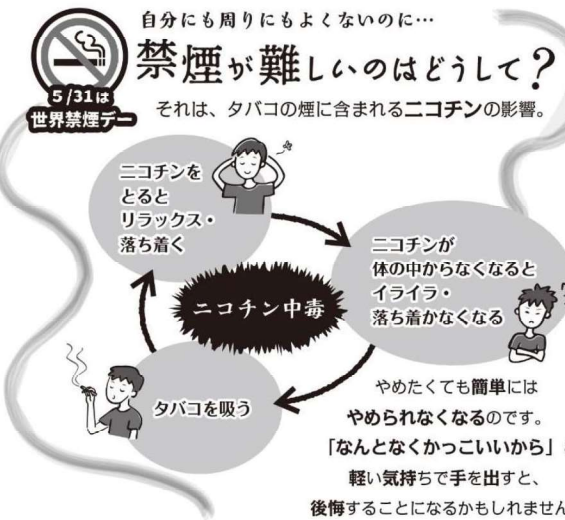 自分にも周りにもよくないのに…
禁煙が難しいのはどうして?
5/31は
世界禁煙デー
それは、タバコの煙に含まれるニコチンの影響。
ニコチンを
とると
リラックス・
落ち着く
ニコチンが
体の中からなくなると
イライラ・
落ち着かなくなる
ニコチン中毒
タバコを吸う
やめたくても簡単には
やめられなくなるのです。
「なんとなくかっこいいから」
軽い気持ちで手を出すと、
後悔することになるかもしれません